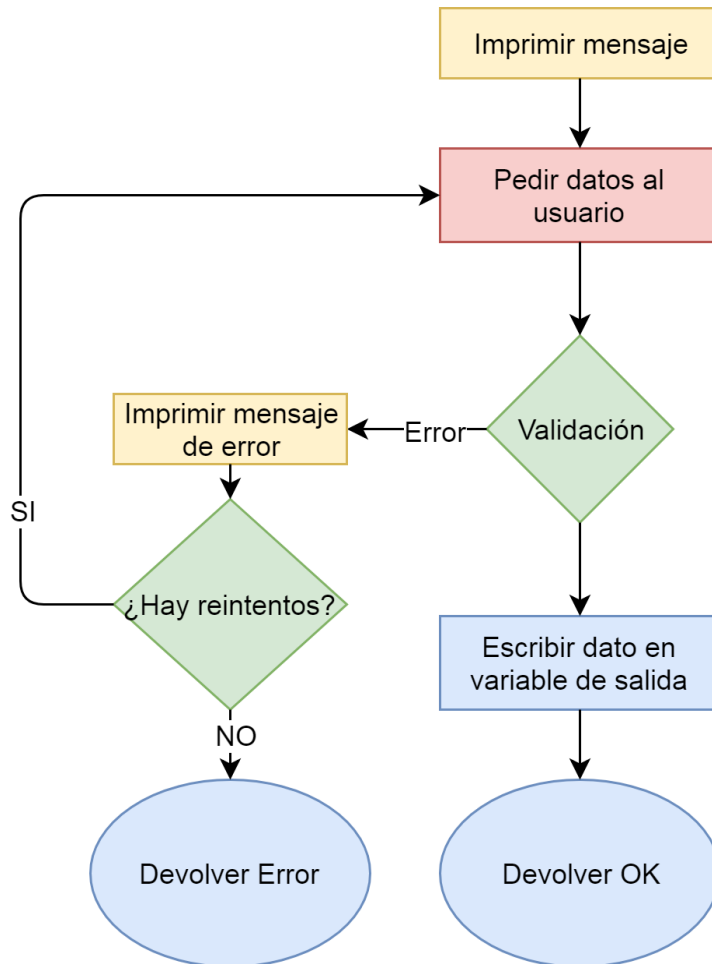 Imprimir mensaje
Pedir datos al
usuario
Validación
Error
Imprimir mensaje
de error
SI
¿Hay reintentos?
Escribir dato en
variable de salida
NO
Devolver Error
Devolver OK